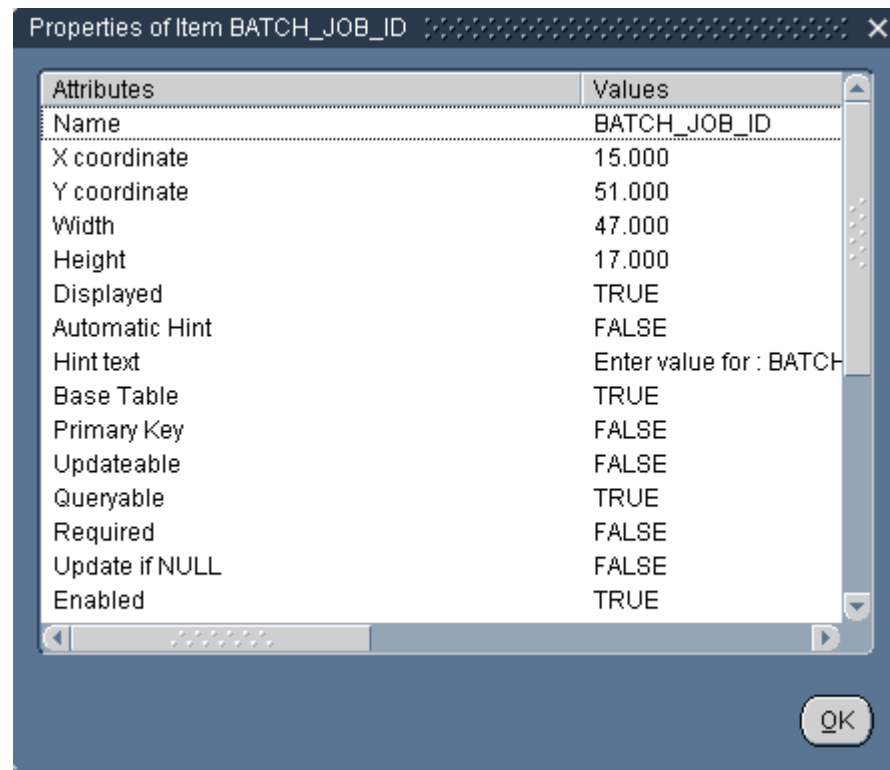 Properties of Item BATCH_JOB_ID
Attributes Values
Name BATCH_JOB_ID
X coordinate 15.000
Y coordinate 51.000
Width 47.000
Height 17.000
Displayed TRUE
Automatic Hint FALSE
Hint text Enter value for : BATCH
Base Table TRUE
Primary Key FALSE
Updateable FALSE
Queryable TRUE
Required FALSE
Update if NULL FALSE
Enabled TRUE
OK